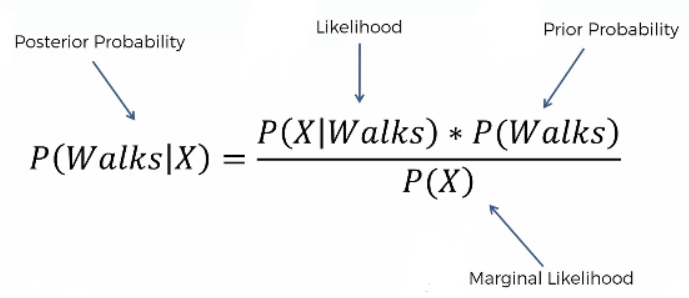 Likelihood
Prior Probability
Posterior Probability
P(Walks|X) = P(X|Walks) * P(Walks)
P(X)
Marginal Likelihood